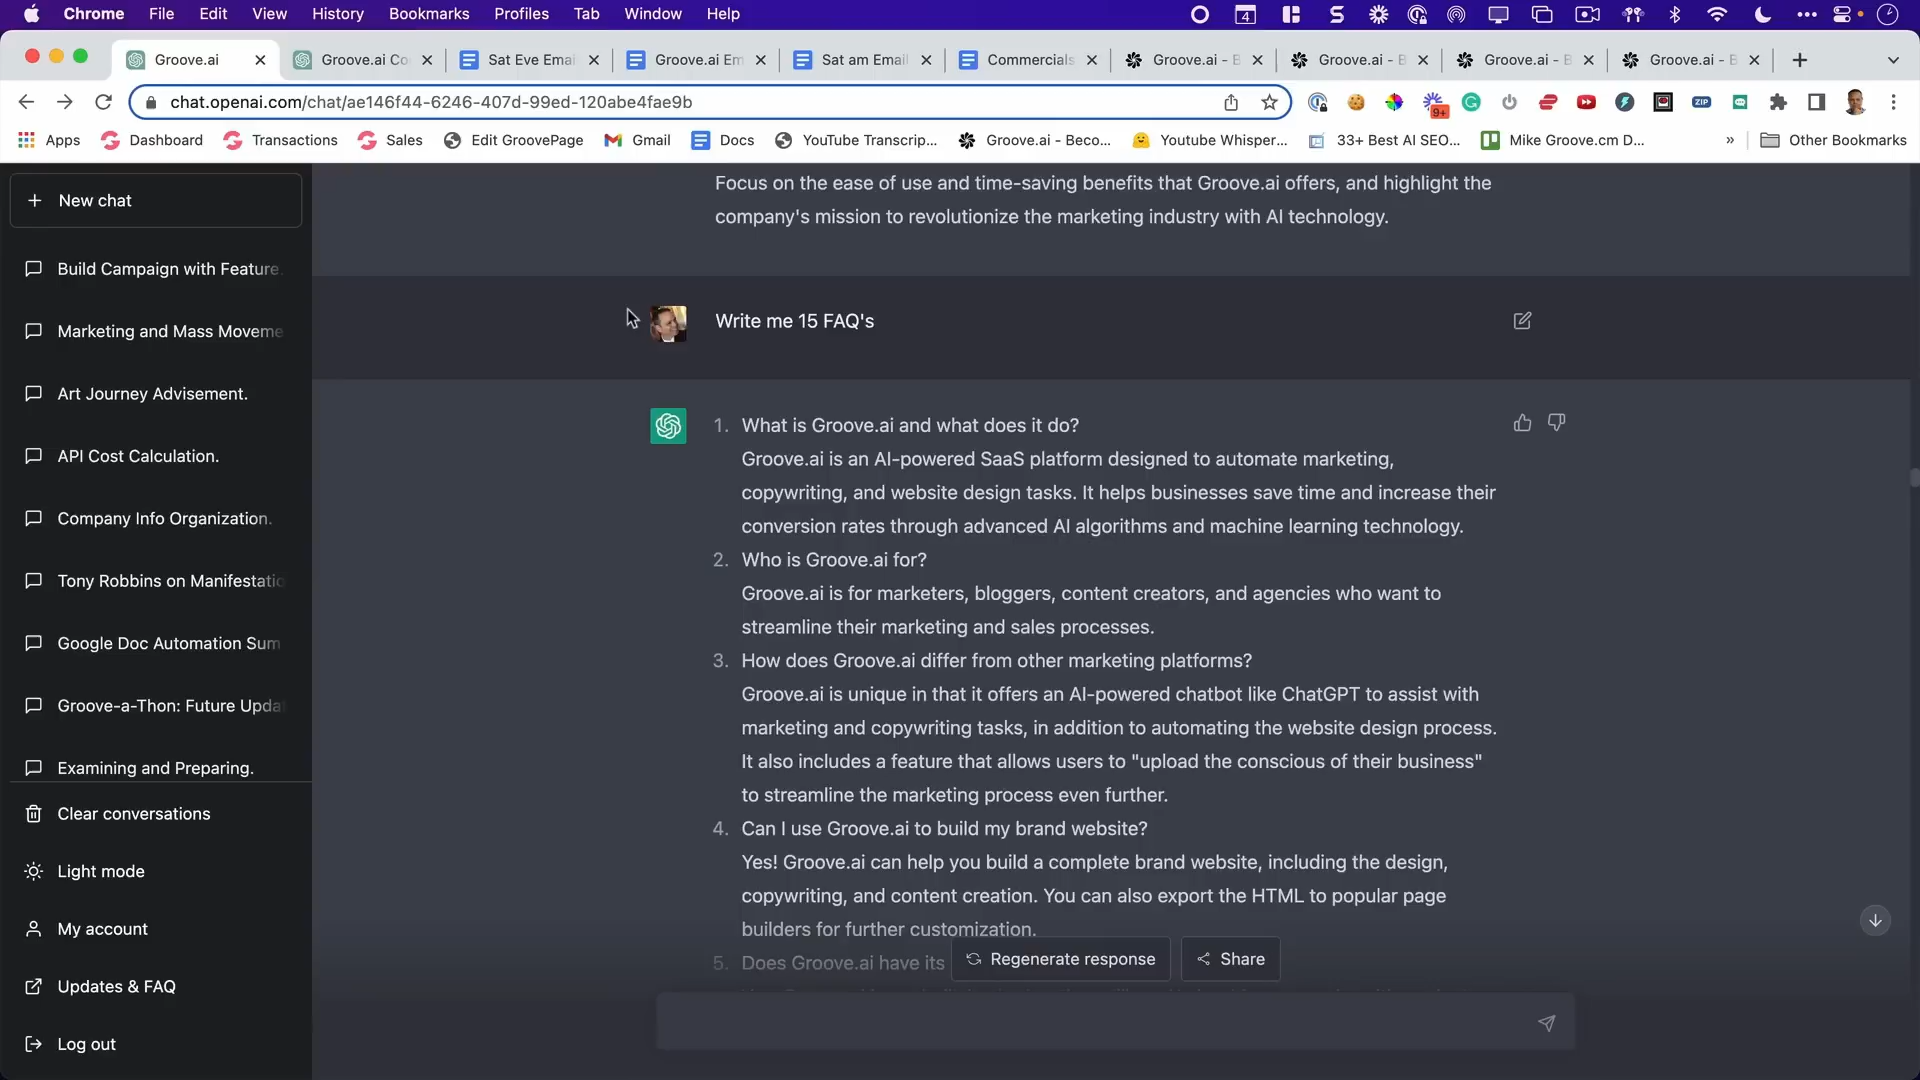 Chrome File Edit View History Bookmarks Profiles Tab Window Help
4
Groove.ai
Groove.ai Co
Sat Eve Emai
Groove.ai Em
Sat am Email
Commercials
Groove.ai - B
Groove.ai - B
Groove.ai - B
Groove.ai - B
chat.openai.com/chat/ae146f44-6246-407d-99ed-120abe4fae9b
9+
ZIP
Apps Dashboard Transactions Sales Edit GroovePage Gmail Docs YouTube Transcrip... Groove.ai - Beco... Youtube Whisper... 33+ Best AI SEO... Mike Groove.cm D... » Other Bookmarks
New chat
Build Campaign with Feature.
Marketing and Mass Moveme
Art Journey Advisement.
API Cost Calculation.
Company Info Organization.
Tony Robbins on Manifestatio
Google Doc Automation Sum
Groove-a-Thon: Future Updat
Examining and Preparing.
Clear conversations
Light mode
My account
Updates & FAQ
Log out
Focus on the ease of use and time-saving benefits that Groove.ai offers, and highlight the
company's mission to revolutionize the marketing industry with AI technology.
Write me 15 FAQ's
1. What is Groove.ai and what does it do?
Groove.ai is an AI-powered SaaS platform designed to automate marketing,
copywriting, and website design tasks. It helps businesses save time and increase their
conversion rates through advanced AI algorithms and machine learning technology.
2. Who is Groove.ai for?
Groove.ai is for marketers, bloggers, content creators, and agencies who want to
streamline their marketing and sales processes.
3. How does Groove.ai differ from other marketing platforms?
Groove.ai is unique in that it offers an AI-powered chatbot like ChatGPT to assist with
marketing and copywriting tasks, in addition to automating the website design process.
It also includes a feature that allows users to "upload the conscious of their business"
to streamline the marketing process even further.
4. Can I use Groove.ai to build my brand website?
Yes! Groove.ai can help you build a complete brand website, including the design,
copywriting, and content creation. You can also export the HTML to popular page
builders for further customization.
5. Does Groove.ai have its
Regenerate response
Share